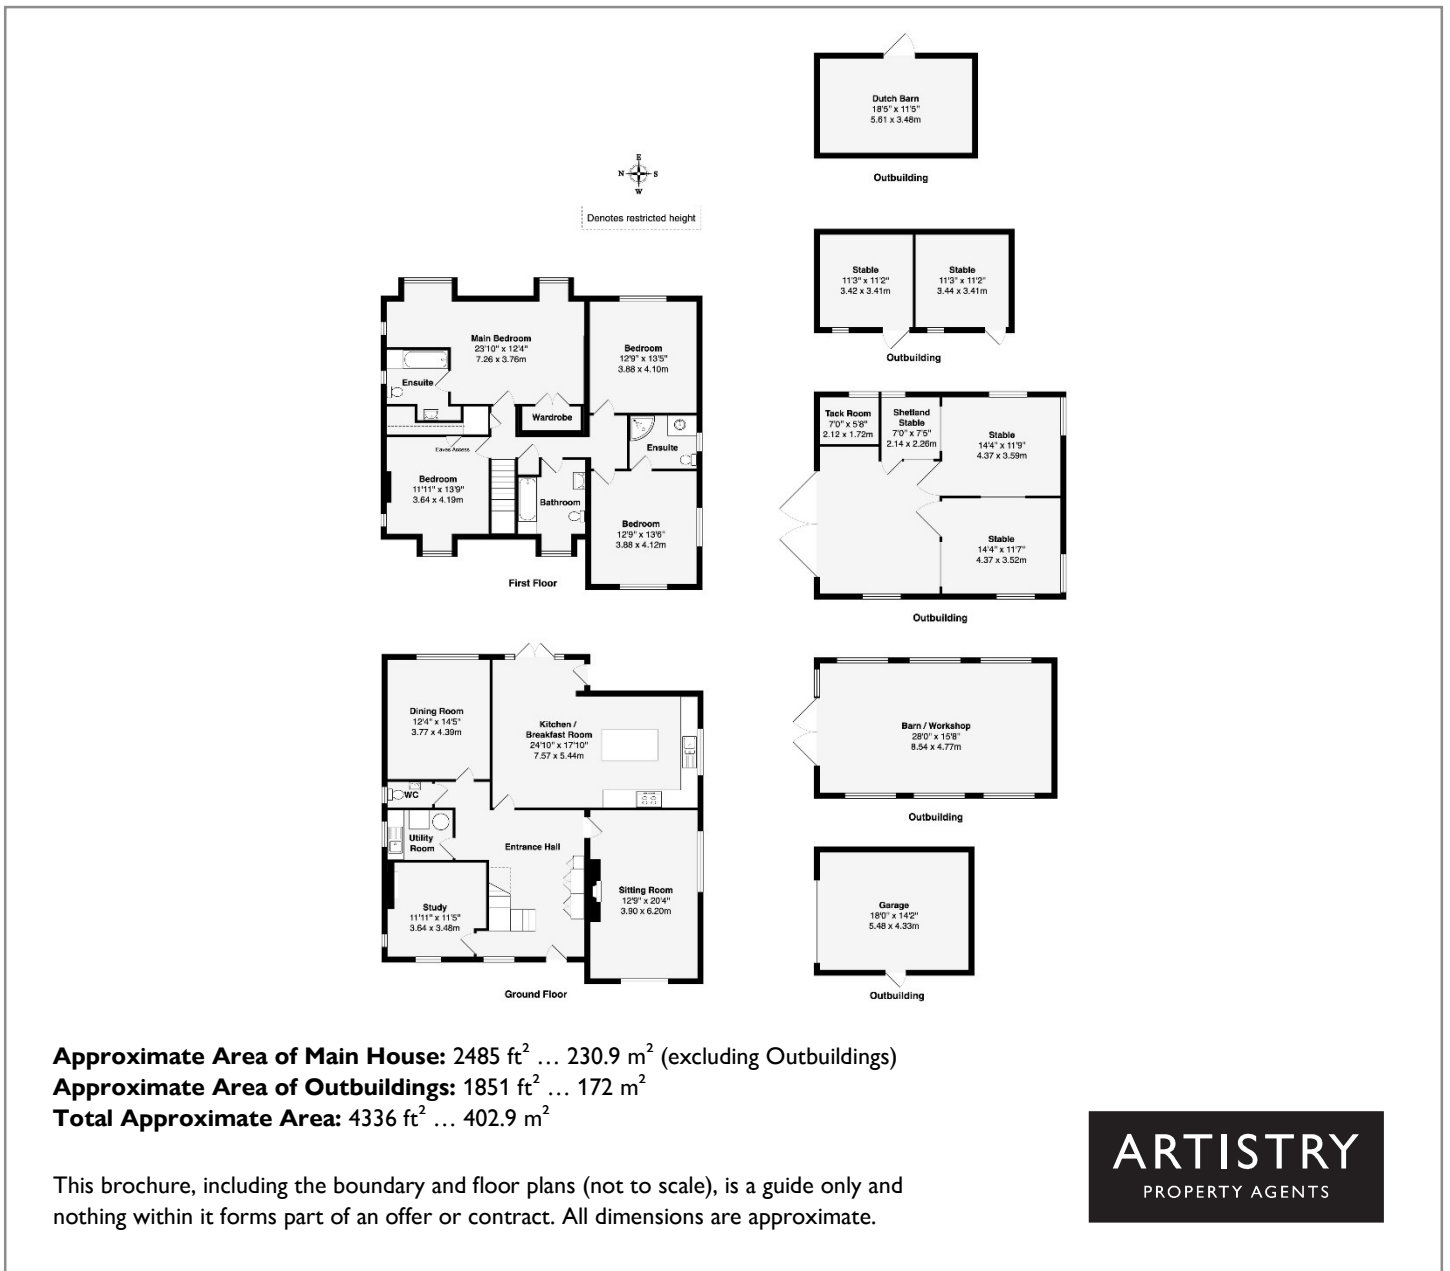 Dutch Barn
18'5" x 11'5"
5.61 x 3.48m
Outbuilding
E
N S
W
Denotes restricted height
Stable
11'3" x 11'2"
3.42 x 3.41m
Stable
11'3" x 11'2"
3.44 x 3.41m
Outbuilding
Main Bedroom
23'10" x 12'4"
7.26 x 3.76m
Bedroom
12'9" x 13'5"
3.88 x 4.10m
Ensuite
Wardrobe
Ensuite
Eaves Access
Bedroom
11'11" x 13'9"
3.64 x 4.19m
Bathroom
Bedroom
12'9" x 13'6"
3.88 x 4.12m
First Floor
Tack Room
7'0" x 5'8"
2.12 x 1.72m
Shetland
Stable
7'0" x 7'5"
2.14 x 2.26m
Stable
14'4" x 11'9"
4.37 x 3.59m
Stable
14'4" x 11'7"
4.37 x 3.52m
Outbuilding
Dining Room
12'4" x 14'5"
3.77 x 4.39m
Kitchen /
Breakfast Room
24'10" x 17'10"
7.57 x 5.44m
WC
Utility
Room
Entrance Hall
Study
11'11" x 11'5"
3.64 x 3.48m
Sitting Room
12'9" x 20'4"
3.90 x 6.20m
Ground Floor
Barn / Workshop
28'0" x 15'8"
8.54 x 4.77m
Outbuilding
Garage
18'0" x 14'2"
5.48 x 4.33m
Outbuilding
Approximate Area of Main House: 2485 ft² … 230.9 m² (excluding Outbuildings)
Approximate Area of Outbuildings: 1851 ft² … 172 m²
Total Approximate Area: 4336 ft² … 402.9 m²
This brochure, including the boundary and floor plans (not to scale), is a guide only and
nothing within it forms part of an offer or contract. All dimensions are approximate.
ARTISTRY
PROPERTY AGENTS